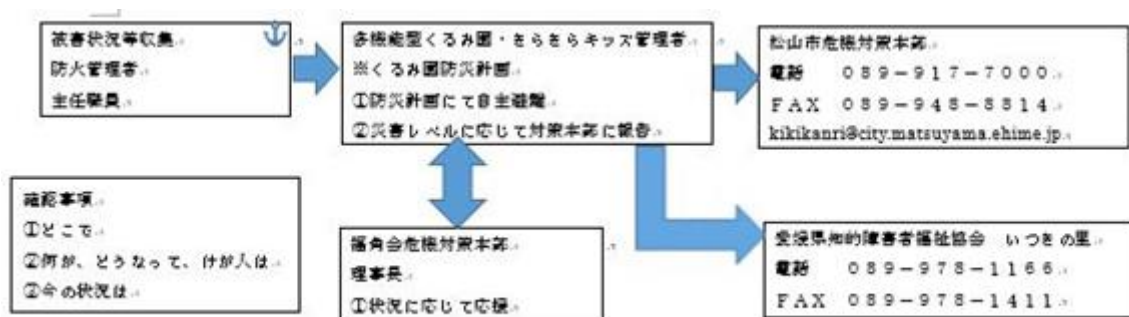 被害状況等収集
防火管理者
主任職員
多機能型くるみ園・きらきらキッズ管理者
※くるみ園防災計画
①防災計画にて自主避難
②災害レベルに応じて対策本部に報告
松山市危機対策本部
電話 089-917-7000
FAX 089-948-8814
kikikanri@city.matsuyama.ehime.jp
確認事項
①どこで
②何が、どうなって、けが人は
②今の状況は
福角会危機対策本部
理事長
①状況に応じて応援
愛媛県知的障害者福祉協会 いつきの里
電話 089-978-1166
FAX 089-978-1411